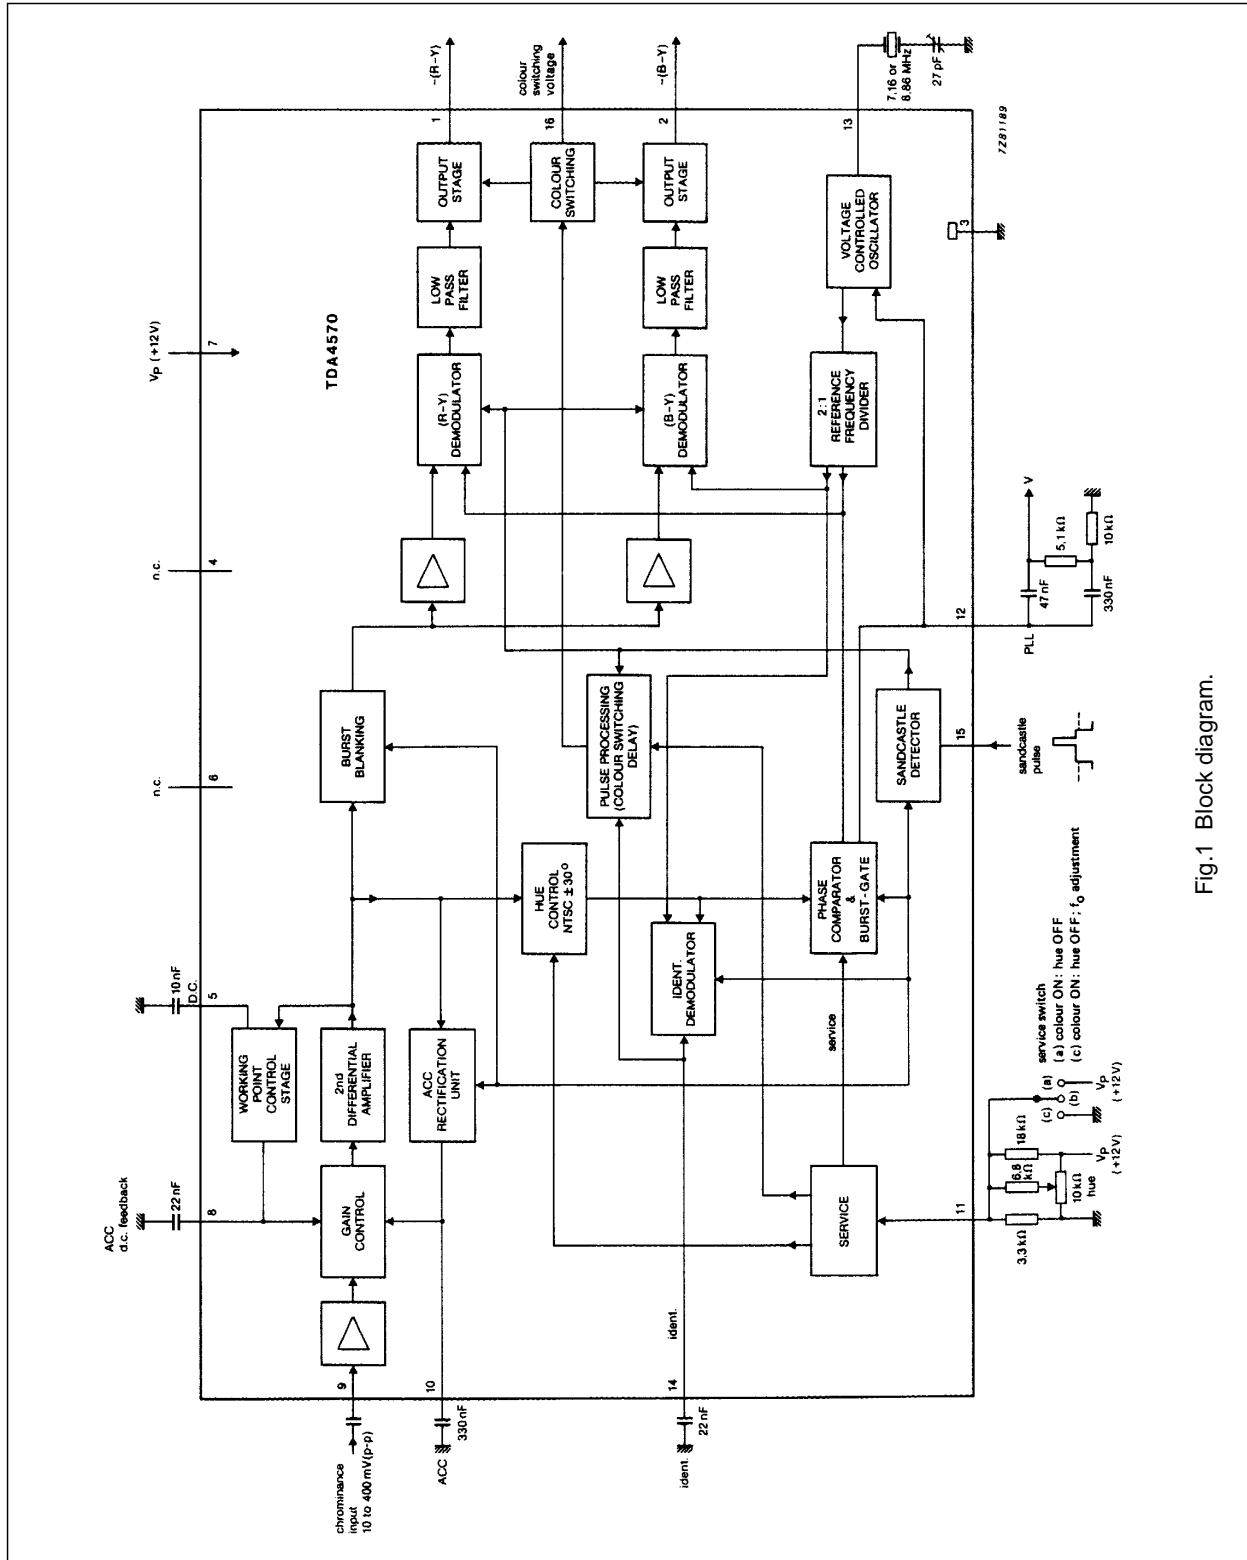 -(R-Y)
1
colour
switching
voltage
16
-(B-Y)
2
7.16 or
8.86 MHz
27 pF
13
7Z81189
OUTPUT
STAGE
COLOUR
SWITCHING
OUTPUT
STAGE
VOLTAGE
CONTROLLED
OSCILLATOR
3
LOW
PASS
FILTER
LOW
PASS
FILTER
Vp (+12V)
7
TDA4570
(R-Y)
DEMODULATOR
(B-Y)
DEMODULATOR
2:1
REFERENCE
FREQUENCY
DIVIDER
n.c.
4
V
5,1 kΩ
10 kΩ
47 nF
330 nF
12
PLL
n.c.
6
BURST
BLANKING
PULSE PROCESSING
(COLOUR SWITCHING
DELAY)
SANDCASTLE
DETECTOR
15
sandcastle
pulse
HUE
CONTROL
NTSC ±30°
PHASE
COMPARATOR
&
BURST-GATE
IDENT.
DEMODULATOR
10 nF
D.C.
5
WORKING
POINT
CONTROL
STAGE
2nd
DIFFERENTIAL
AMPLIFIER
ACC
RECTIFICATION
UNIT
service
service switch
(a) colour ON: hue OFF
(c) colour ON: hue OFF; fo adjustment
(a)
(b)
(c)
Vp
(+12V)
18 kΩ
6,8
kΩ
Vp
(+12V)
10 kΩ
hue
3,3 kΩ
11
ACC
d.c. feedback
22 nF
8
GAIN
CONTROL
SERVICE
9
chrominance
input
10 to 400 mV(p-p)
10
330 nF
ACC
ident.
14
22 nF
ident.
Fig.1 Block diagram.